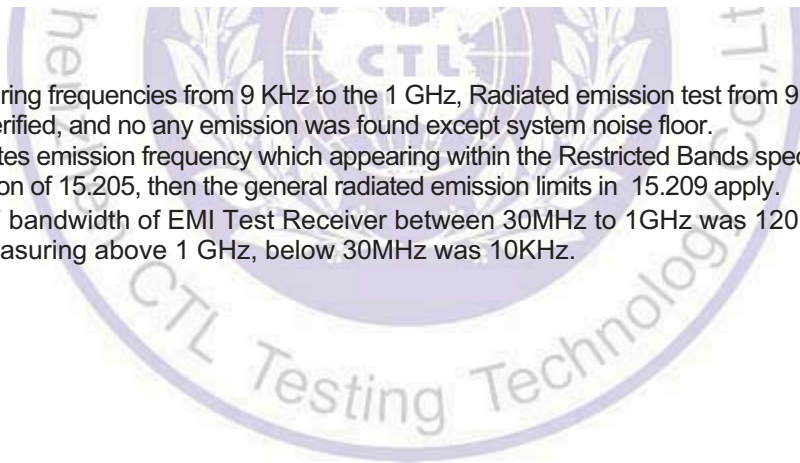 CTL
ring frequencies from 9 KHz to the 1 GHz, Radiated emission test from 9
erified, and no any emission was found except system noise floor.
tes emission frequency which appearing within the Restricted Bands spec
on of 15.205, then the general radiated emission limits in 15.209 apply.
bandwidth of EMI Test Receiver between 30MHz to 1GHz was 120
asuring above 1 GHz, below 30MHz was 10KHz.
CTL Testing Technology Co.,